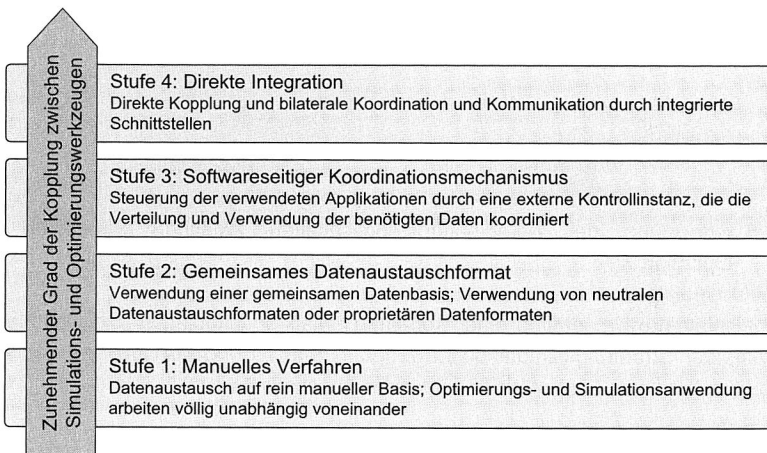 Zunehmender Grad der Kopplung zwischen
Simulations- und Optimierungswerkzeugen
Stufe 4: Direkte Integration
Direkte Kopplung und bilaterale Koordination und Kommunikation durch integrierte
Schnittstellen
Stufe 3: Softwareseitiger Koordinationsmechanismus
Steuerung der verwendeten Applikationen durch eine externe Kontrollinstanz, die die
Verteilung und Verwendung der benötigten Daten koordiniert
Stufe 2: Gemeinsames Datenaustauschformat
Verwendung einer gemeinsamen Datenbasis; Verwendung von neutralen
Datenaustauschformaten oder proprietären Datenformaten
Stufe 1: Manuelles Verfahren
Datenaustausch auf rein manueller Basis; Optimierungs- und Simulationsanwendung
arbeiten völlig unabhängig voneinander